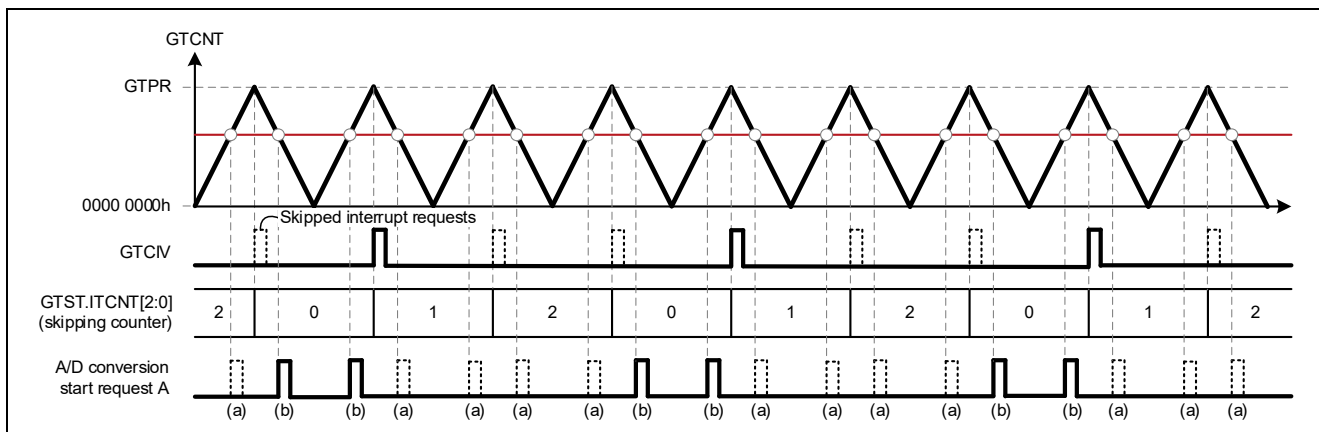 GTCNT
GTPR
0000 0000h
Skipped interrupt requests
GTCIV
GTST.ITCNT[2:0]
(skipping counter)
2 0 1 2 0 1 2 0 1 2
A/D conversion
start request A
(a) (b) (b) (a) (a) (a) (a) (b) (b) (a) (a) (a) (a) (b) (b) (a) (a) (a)